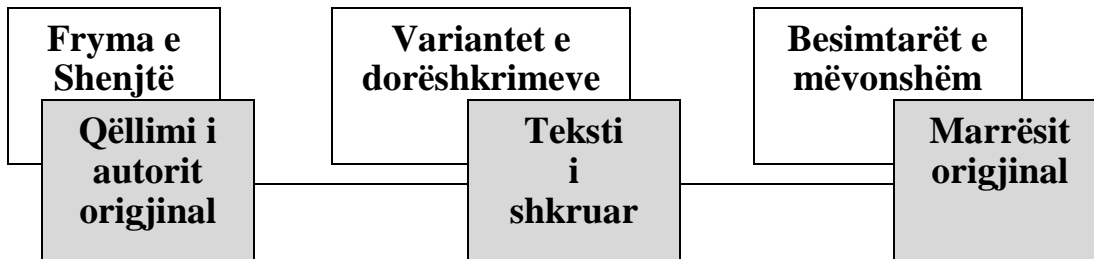 Fryma e
Shenjtë
Variantet e
dorëshkrimeve
Besimtarët e
mëvonshëm
Qëllimi i
autorit
origjinal
Teksti
i
shkruar
Marrësit
origjinal